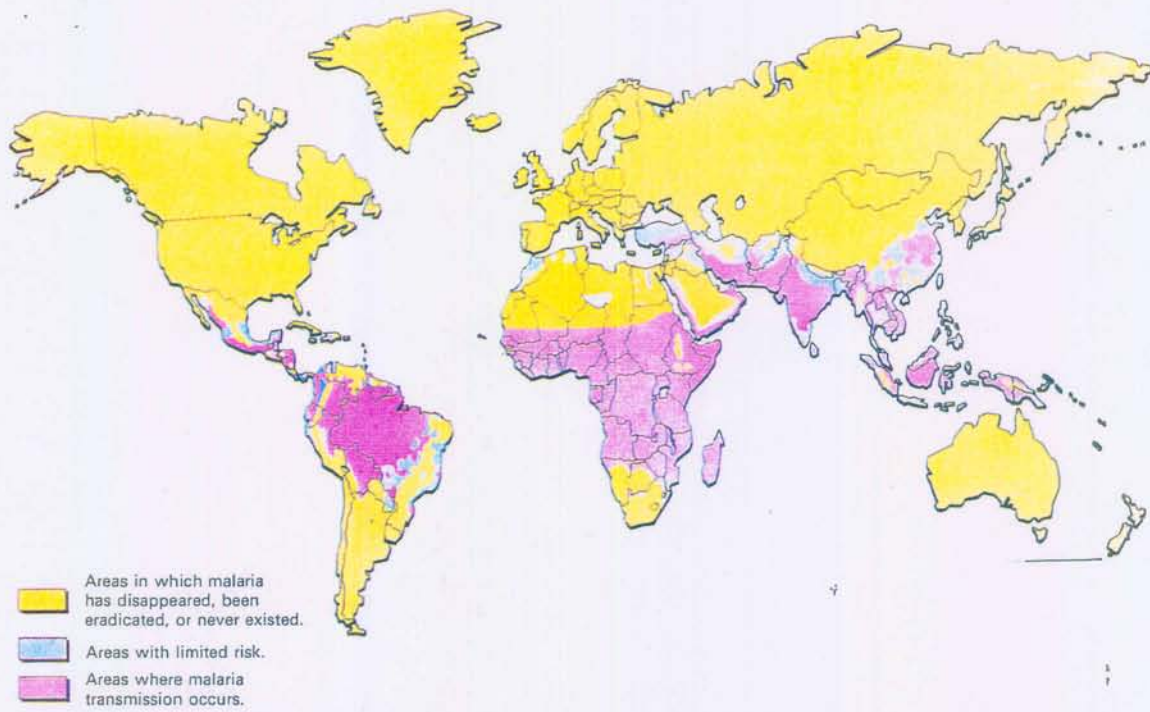 Areas in which malaria
has disappeared, been
eradicated, or never existed.
Areas with limited risk.
Areas where malaria
transmission occurs.